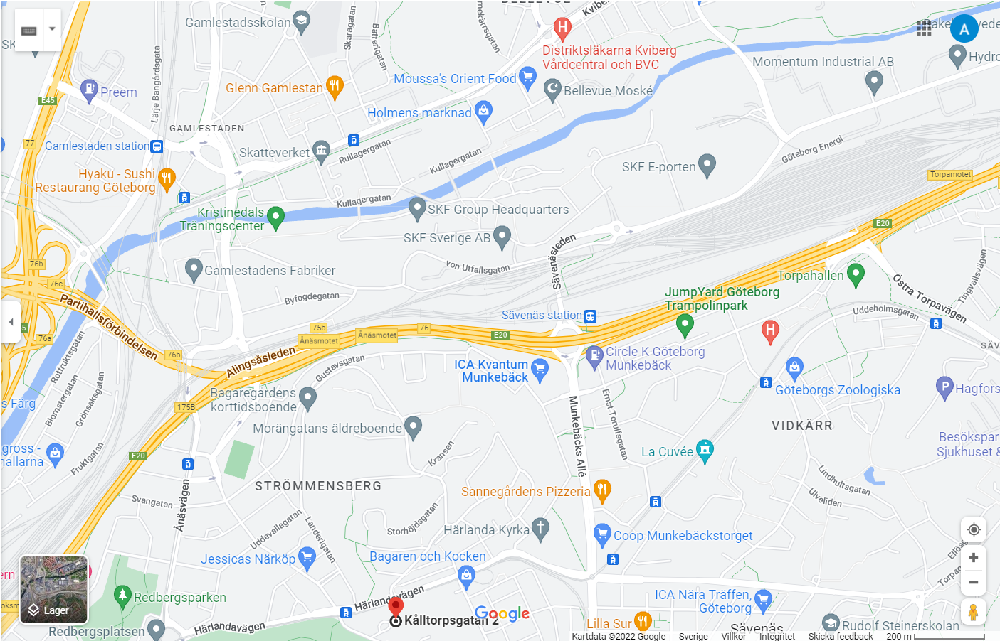 BELLEVUE
Gamlestadsskolan
Skaragatan
Batterigatan
Kviberg
A
Distriktsläkarna Kviberg
Vårdcentral och BVC
Momentum Industrial AB
Hydro
Moussa's Orient Food
Glenn Gamlestan
Preem
Bellevue Moské
E45
Lärje Bangårdsgata
Holmens marknad
GAMLESTADEN
77
Gamlestaden station
Skatteverket
Rullagergatan
Kullagergatan
Göteborg Energi
SKF E-porten
Hyaku - Sushi
Restaurang Göteborg
Torpamotet
Kullagergatan
SKF Group Headquarters
Kristinedals
Träningscenter
E20
SKF Sverige AB
Sävenäsleden
76b
Gamlestadens Fabriker
von Utfallsgatan
Torpahallen
Tingvallsvägen
76c
Byfogdegatan
JumpYard Göteborg
Trampolinpark
Östra Torpavägen
Partihallsförbindelsen
Sävenäs station
Uddeholmsgatan
75b
76
Ånäsmotet
Ånäsmotet
E20
76a
76b
Alingsåsleden
Rotfruktsgatan
Gustavsgatan
Circle K Göteborg
Munkebäck
ICA Kvantum
Munkebäck
Göteborgs Zoologiska
P
Hagfors
Bagaregårdens
korttidsboende
Blomstergatan
Grönsaksgatan
s Färg
175B
Ernst Torulfsgatan
Munkebäcks Allé
Morängatans äldreboende
VIDKÄRR
Besökspar
Sjukhuset &
gross -
hallarna
E20
Fruktgatan
Kransen
La Cuvée
Lindhultsgatan
Ulveliden
STRÖMMENSBERG
Sannegårdens Pizzeria
Svangatan
Ånäsvägen
Uddevallagatan
Landerigatan
Storhöjdsgatan
Härlanda Kyrka
Coop Munkebäckstorget
Jessicas Närköp
Bagaren och Kocken
Redbergsparken
Lager
Härlandavägen
ICA Nära Träffen,
Göteborg
Google
Kålltorpsgatan 2
Redbergsplatsen
Härlandavägen
Lilla Sur
Sävenäs
Rudolf Steinerskolan
Kartdata ©2022 Google
Sverige
Villkor
Integritet
Skicka feedback
200 m